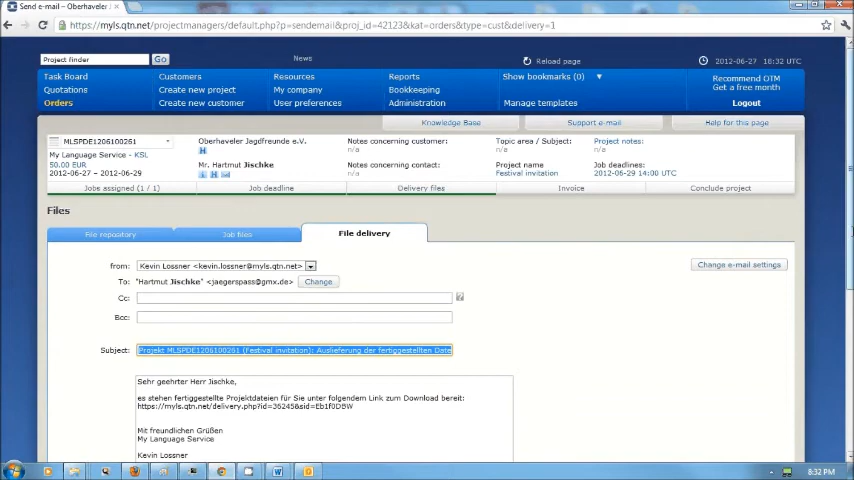 Send e-mail – Oberhaveler J
https://myls.qtn.net/projectmanagers/default.php?p=sendemail&proj_id=42123&kat=orders&type=cust&delivery=1
Project finder Go News Reload page 2012-06-27 - 18:32 UTC
Task Board Customers Resources Reports Show bookmarks (0) Recommend OTM
Quotations Create new project My company Bookkeeping Get a free month
Orders Create new customer User preferences Administration Manage templates Logout
Knowledge Base Support e-mail Help for this page
MLSPDE1206100261 Oberhaveler Jagdfreunde e.V. Notes concerning customer: Topic area / Subject: Project notes:
H n/a n/a n/a
My Language Service - KSL
50.00 EUR Mr. Hartmut Jischke Notes concerning contact: Project name Job deadlines:
2012-06-27 – 2012-06-29 H n/a Festival invitation 2012-06-29 14:00 UTC
Jobs assigned (1 / 1) Job deadline Delivery files Invoice Conclude project
Files
File repository Job files File delivery
from: Kevin Lossner <kevin.lossner@myls.qtn.net> Change e-mail settings
To: "Hartmut Jischke" <jaegerspass@gmx.de> Change
Cc:
Bcc:
Subject: Projekt MLSPDE1206100261 (Festival invitation): Auslieferung der fertiggestellten Date
Sehr geehrter Herr Jischke,
es stehen fertiggestellte Projektdateien für Sie unter folgendem Link zum Download bereit:
https://myls.qtn.net/delivery.php?id=36245&sid=Eb1f0DBW
Mit freundlichen Grüßen
My Language Service
Kevin Lossner
8:32 PM